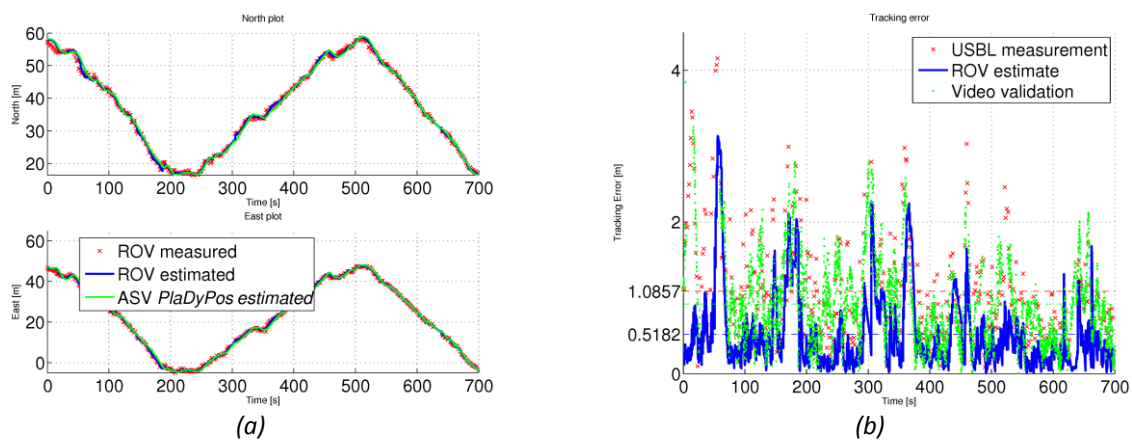 North plot
60
50
40
30
20
North [m]
0 100 200 300 400 500 600 700
Time [s]
East plot
60
40
20
0
East [m]
ROV measured
ROV estimated
ASV PlaDyPos estimated
0 100 200 300 400 500 600 700
Time [s]
(a)
Tracking error
4
2
1.0857
0.5182
0
Tracking Error [m]
USBL measurement
ROV estimate
Video validation
0 100 200 300 400 500 600 700
Time [s]
(b)